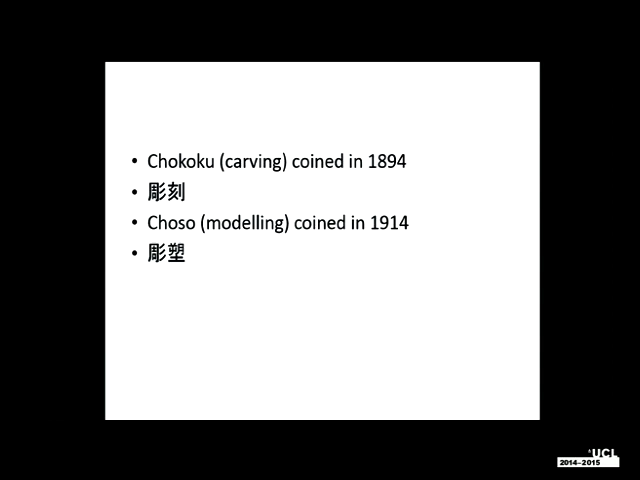 • Chokoku (carving) coined in 1894
• 彫刻
• Choso (modelling) coined in 1914
• 彫塑
UCL
2014–2015